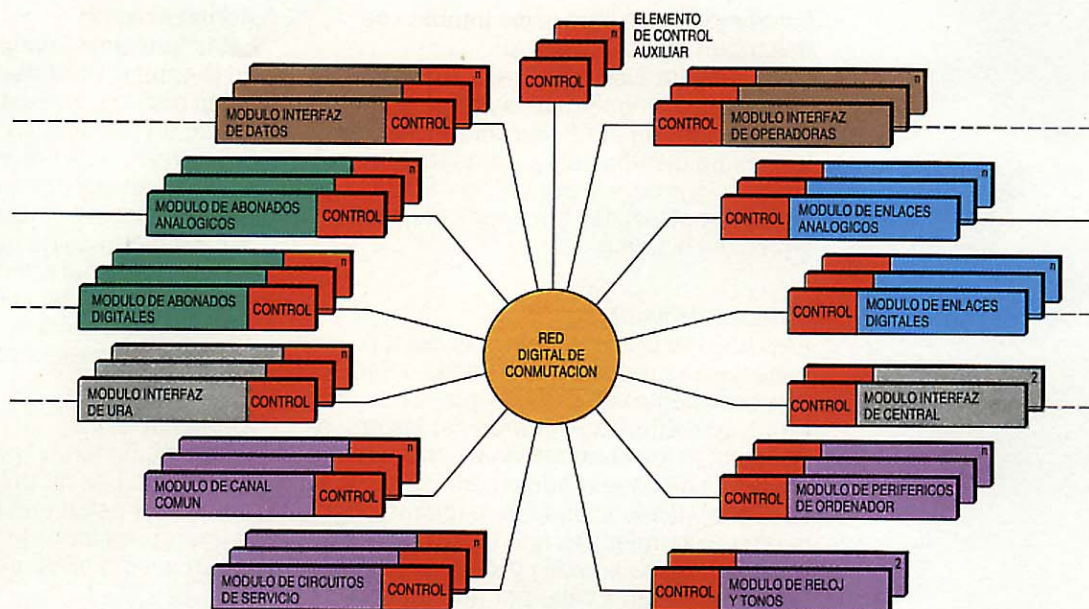 n
ELEMENTO
DE CONTROL
AUXILIAR
CONTROL
n
MODULO INTERFAZ
DE DATOS
CONTROL
n
CONTROL
MODULO INTERFAZ
DE OPERADORAS
n
MODULO DE ABONADOS
ANALOGICOS
CONTROL
n
CONTROL
MODULO DE ENLACES
ANALOGICOS
n
MODULO DE ABONADOS
DIGITALES
CONTROL
n
CONTROL
MODULO DE ENLACES
DIGITALES
RED
DIGITAL DE
CONMUTACION
n
MODULO INTERFAZ
DE URA
CONTROL
2
CONTROL
MODULO INTERFAZ
DE CENTRAL
n
MODULO DE CANAL
COMUN
CONTROL
n
CONTROL
MODULO DE PERIFERICOS
DE ORDENADOR
n
MODULO DE CIRCUITOS
DE SERVICIO
CONTROL
2
CONTROL
MODULO DE RELOJ
Y TONOS